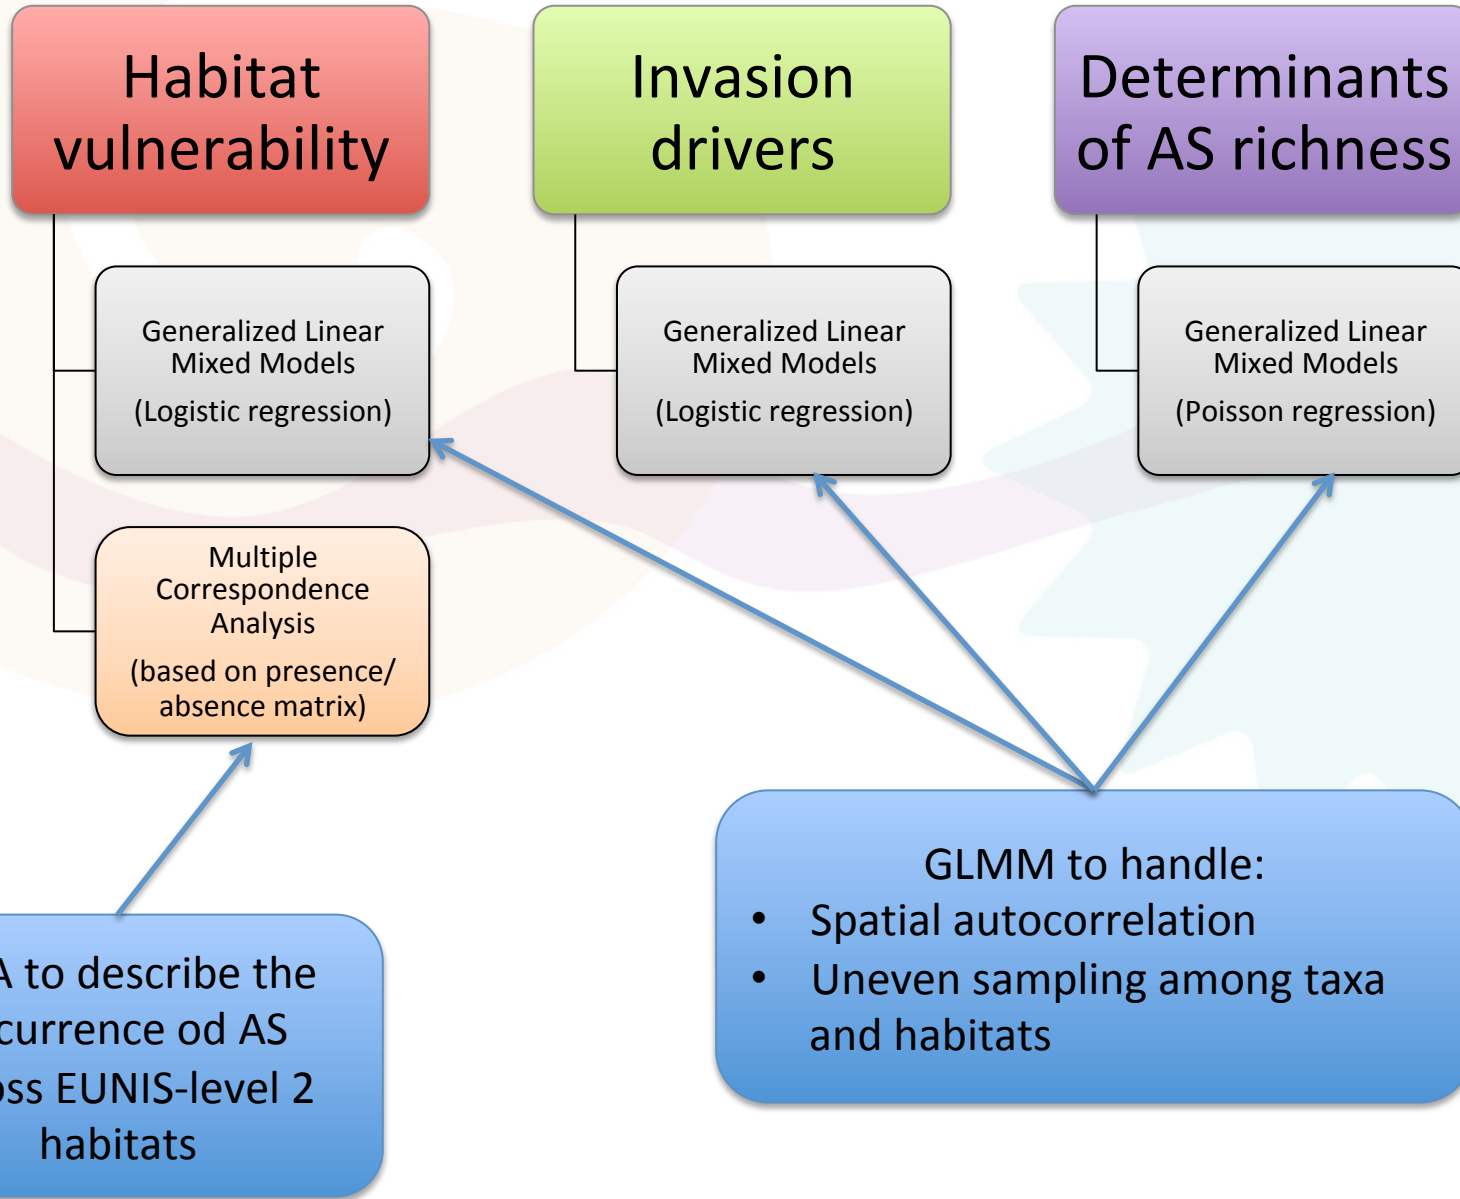 Habitat
vulnerability
Invasion
drivers
Determinants
of AS richness
Generalized Linear
Mixed Models
(Logistic regression)
Generalized Linear
Mixed Models
(Logistic regression)
Generalized Linear
Mixed Models
(Poisson regression)
Multiple
Correspondence
Analysis
(based on presence/
absence matrix)
GLMM to handle:
• Spatial autocorrelation
• Uneven sampling among taxa
and habitats
A to describe the
currence od AS
oss EUNIS-level 2
habitats